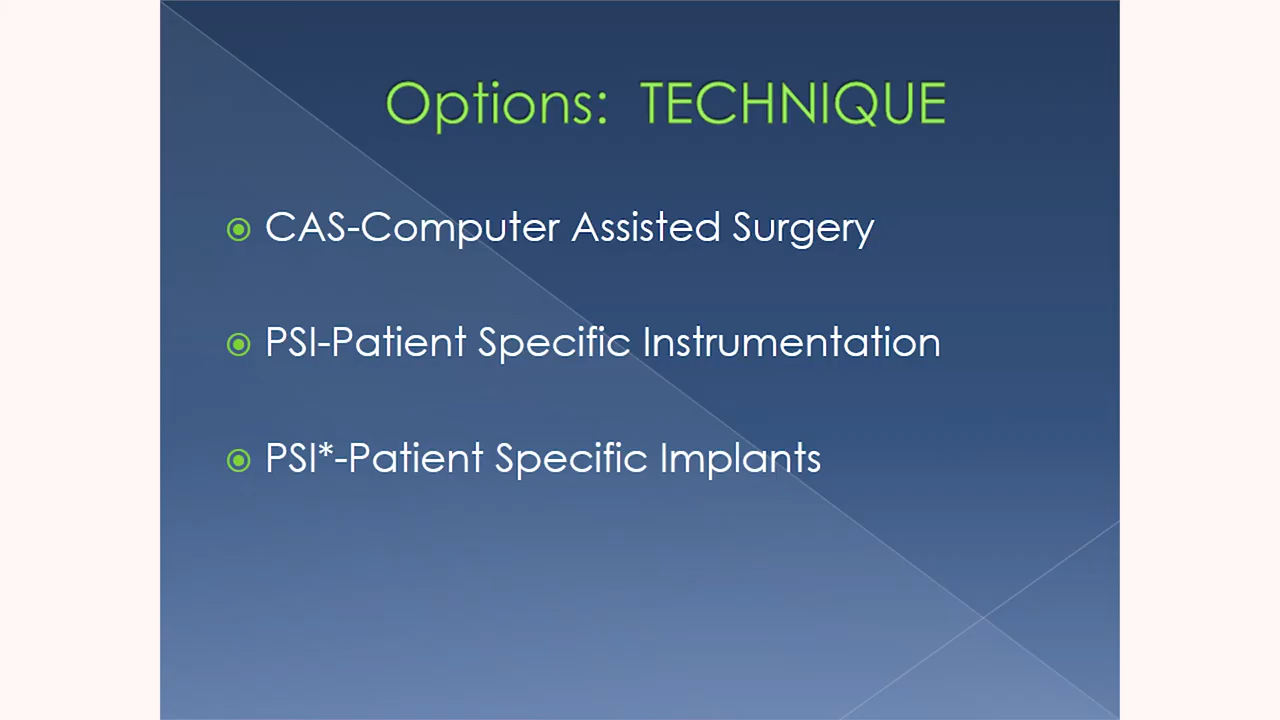 Options: TECHNIQUE
CAS-Computer Assisted Surgery
PSI-Patient Specific Instrumentation
PSI*-Patient Specific Implants